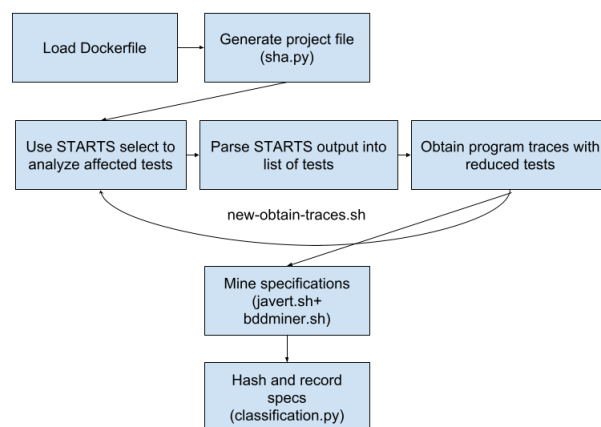 Load Dockerfile
Generate project file
(sha.py)
Use STARTS select to
analyze affected tests
Parse STARTS output into
list of tests
Obtain program traces with
reduced tests
new-obtain-traces.sh
Mine specifications
(javert.sh+
bddminer.sh)
Hash and record
specs
(classification.py)